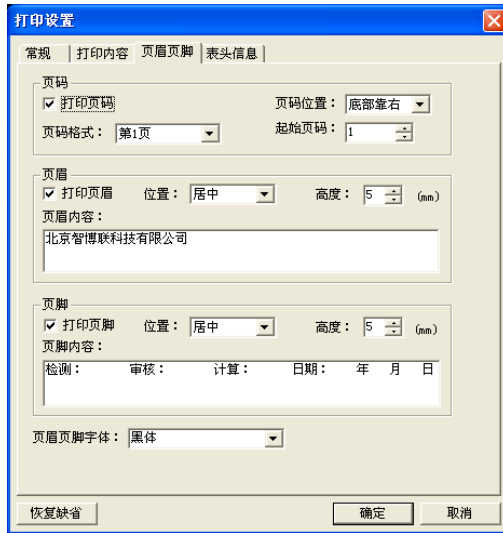 打印设置
常规 打印内容 页眉页脚 表头信息
页码
打印页码 页码位置： 底部靠右
页码格式： 第1页 起始页码： 1
页眉
打印页眉 位置： 居中 高度： 5 (mm)
页眉内容：
北京智博联科技有限公司
页脚
打印页脚 位置： 居中 高度： 5 (mm)
页脚内容：
检测： 审核： 计算： 日期： 年 月 日
页眉页脚字体： 黑体
恢复缺省 确定 取消